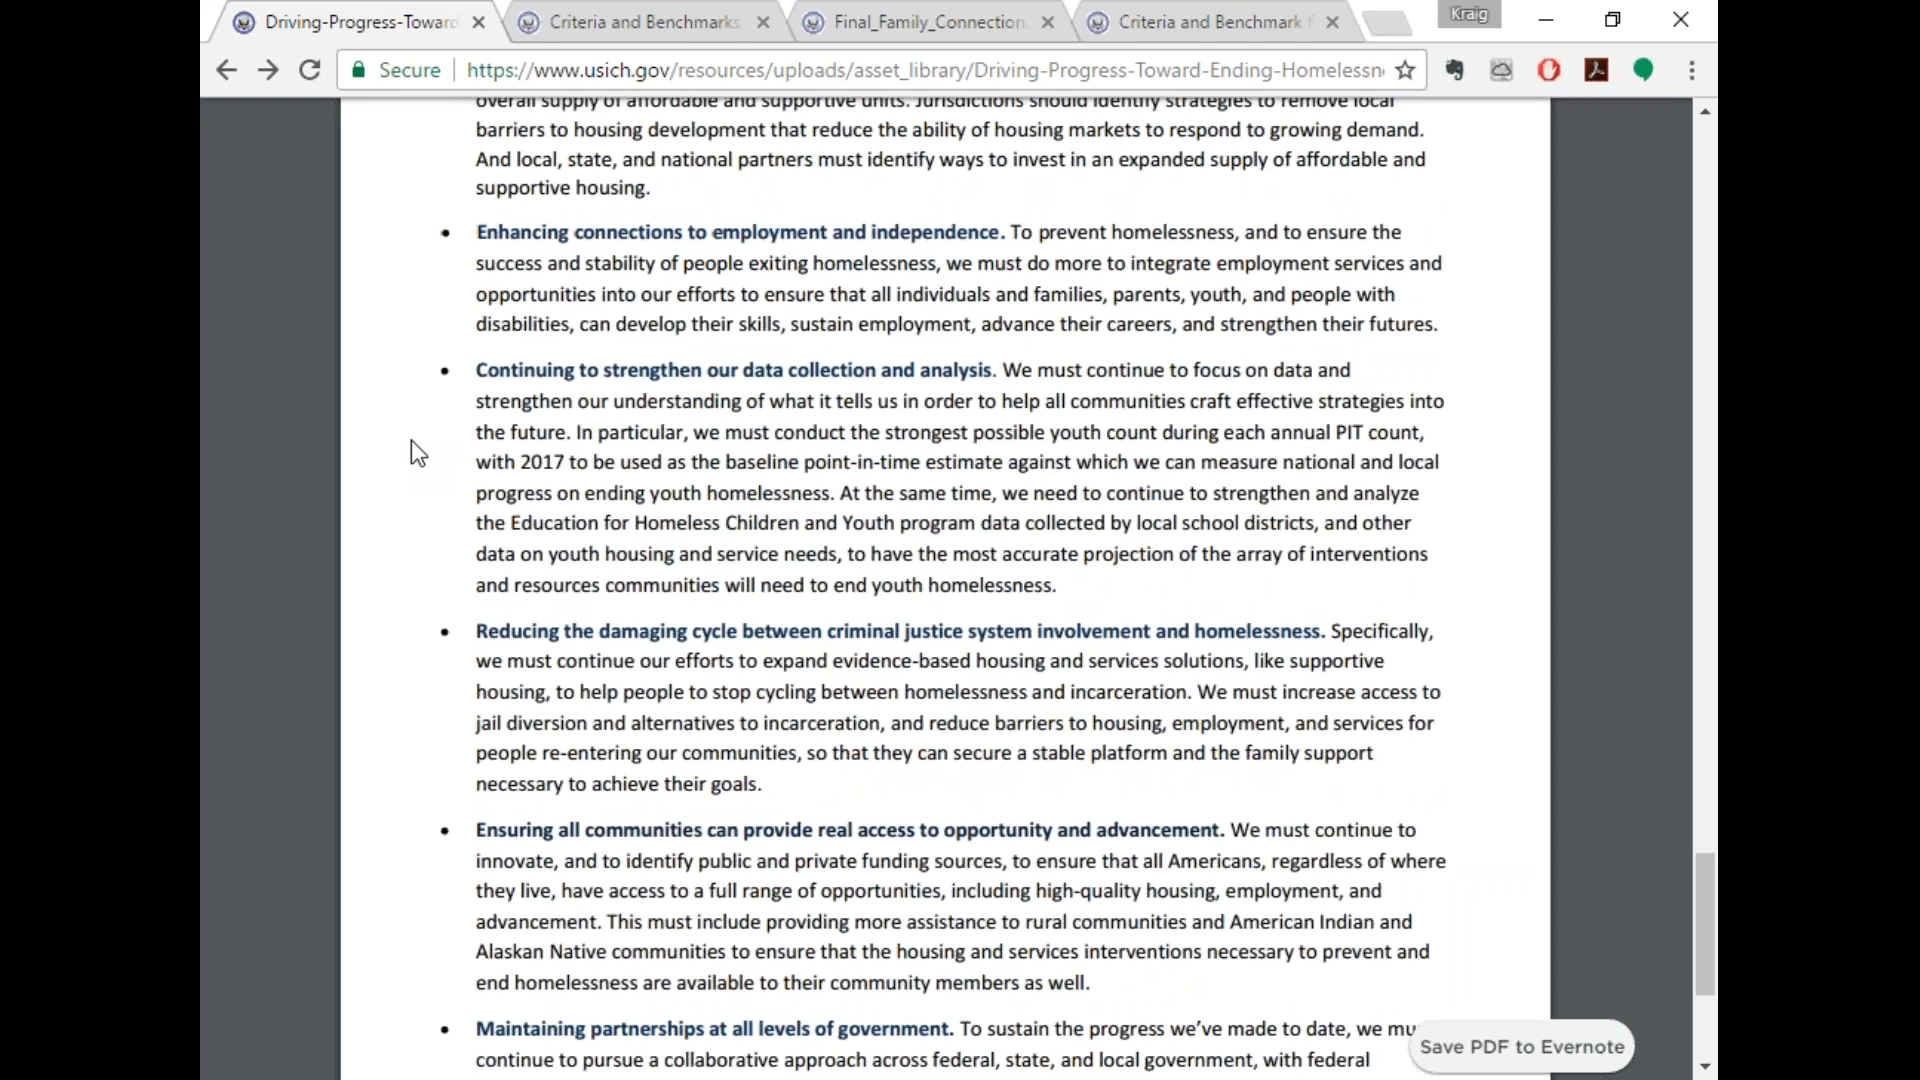 Driving-Progress-Toward
Criteria and Benchmarks
Final_Family_Connection
Criteria and Benchmark f
Kraig
Secure
https://www.usich.gov/resources/uploads/asset_library/Driving-Progress-Toward-Ending-Homelessn
overall supply of affordable and supportive units. Jurisdictions should identify strategies to remove local
barriers to housing development that reduce the ability of housing markets to respond to growing demand.
And local, state, and national partners must identify ways to invest in an expanded supply of affordable and
supportive housing.
• Enhancing connections to employment and independence. To prevent homelessness, and to ensure the
success and stability of people exiting homelessness, we must do more to integrate employment services and
opportunities into our efforts to ensure that all individuals and families, parents, youth, and people with
disabilities, can develop their skills, sustain employment, advance their careers, and strengthen their futures.
• Continuing to strengthen our data collection and analysis. We must continue to focus on data and
strengthen our understanding of what it tells us in order to help all communities craft effective strategies into
the future. In particular, we must conduct the strongest possible youth count during each annual PIT count,
with 2017 to be used as the baseline point-in-time estimate against which we can measure national and local
progress on ending youth homelessness. At the same time, we need to continue to strengthen and analyze
the Education for Homeless Children and Youth program data collected by local school districts, and other
data on youth housing and service needs, to have the most accurate projection of the array of interventions
and resources communities will need to end youth homelessness.
• Reducing the damaging cycle between criminal justice system involvement and homelessness. Specifically,
we must continue our efforts to expand evidence-based housing and services solutions, like supportive
housing, to help people to stop cycling between homelessness and incarceration. We must increase access to
jail diversion and alternatives to incarceration, and reduce barriers to housing, employment, and services for
people re-entering our communities, so that they can secure a stable platform and the family support
necessary to achieve their goals.
• Ensuring all communities can provide real access to opportunity and advancement. We must continue to
innovate, and to identify public and private funding sources, to ensure that all Americans, regardless of where
they live, have access to a full range of opportunities, including high-quality housing, employment, and
advancement. This must include providing more assistance to rural communities and American Indian and
Alaskan Native communities to ensure that the housing and services interventions necessary to prevent and
end homelessness are available to their community members as well.
• Maintaining partnerships at all levels of government. To sustain the progress we've made to date, we mu
continue to pursue a collaborative approach across federal, state, and local government, with federal
Save PDF to Evernote